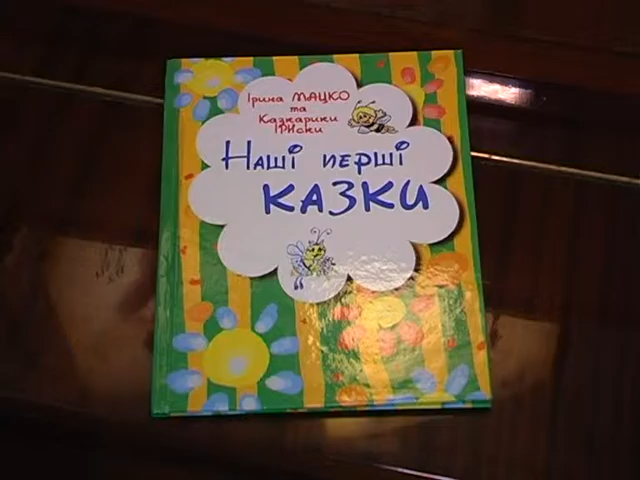 Ірина МАЦКО
та
Казкарики
ІРИски
Наші перші
КАЗКИ